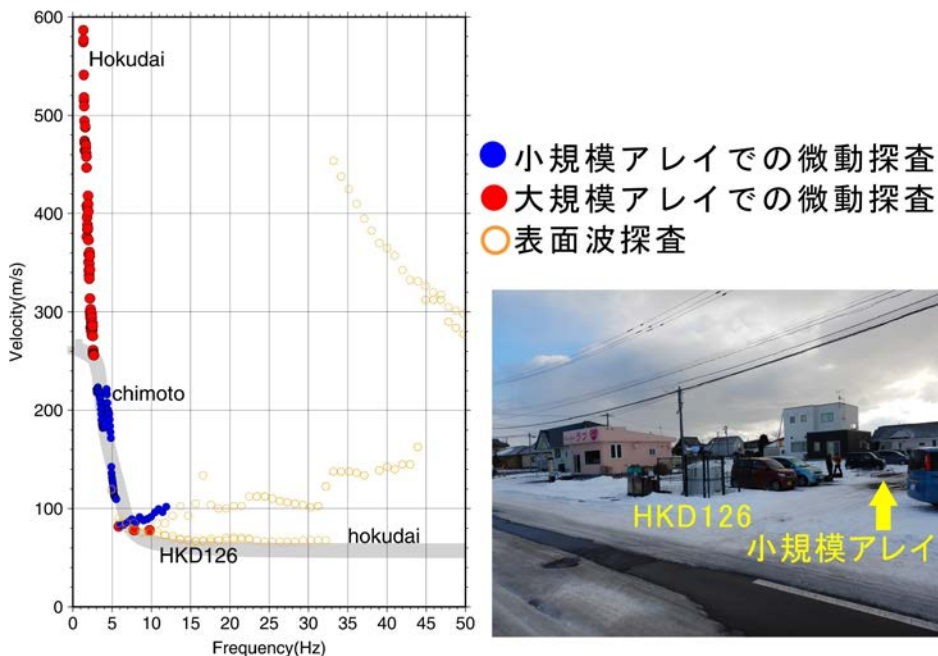 600
500
400
300
200
100
0
Velocity(m/s)
0 5 10 15 20 25 30 35 40 45 50
Frequency(Hz)
Hokudai
chimoto
HKD126
hokudai
小規模アレイでの微動探査
大規模アレイでの微動探査
表面波探査
HKD126
小規模アレイ